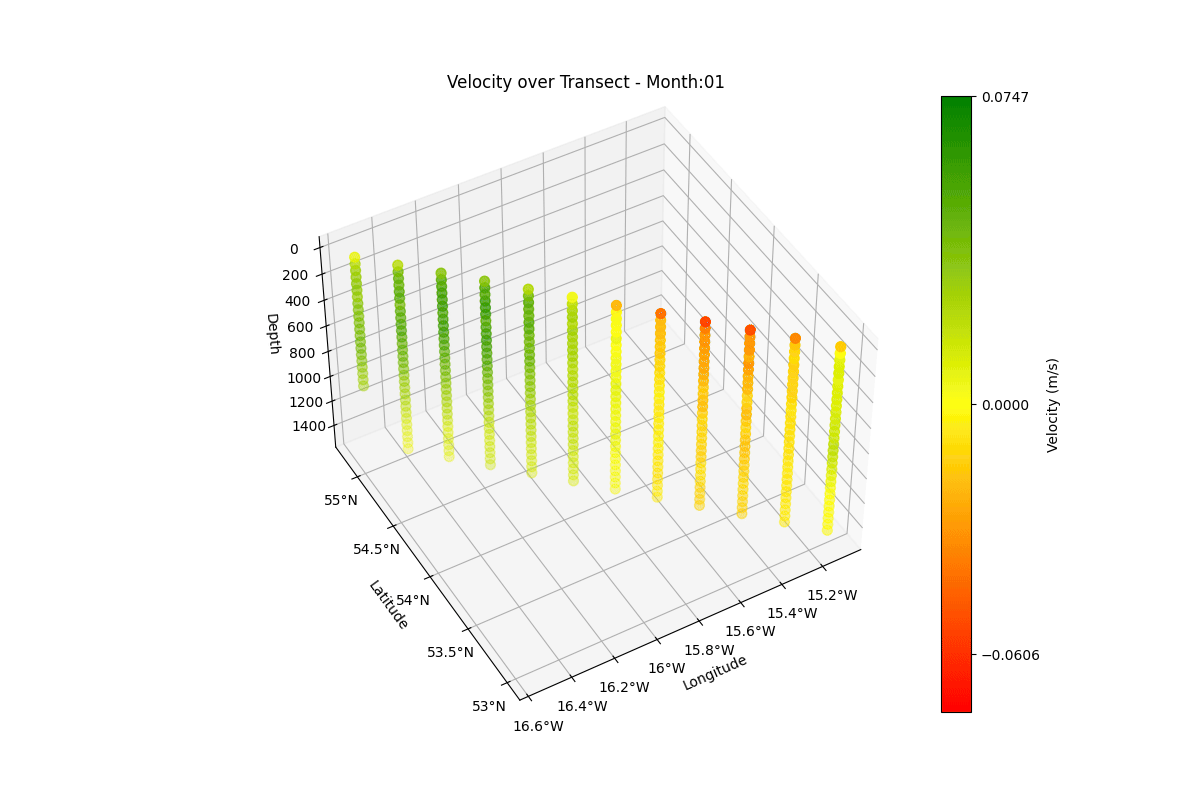 Velocity over Transect - Month:01
0
200
400
600
800
1000
1200
1400
Depth
55°N
54.5°N
54°N
53.5°N
53°N
Latitude
16.6°W
16.4°W
16.2°W
16°W
15.8°W
15.6°W
15.4°W
15.2°W
Longitude
0.0747
0.0000
−0.0606
Velocity (m/s)